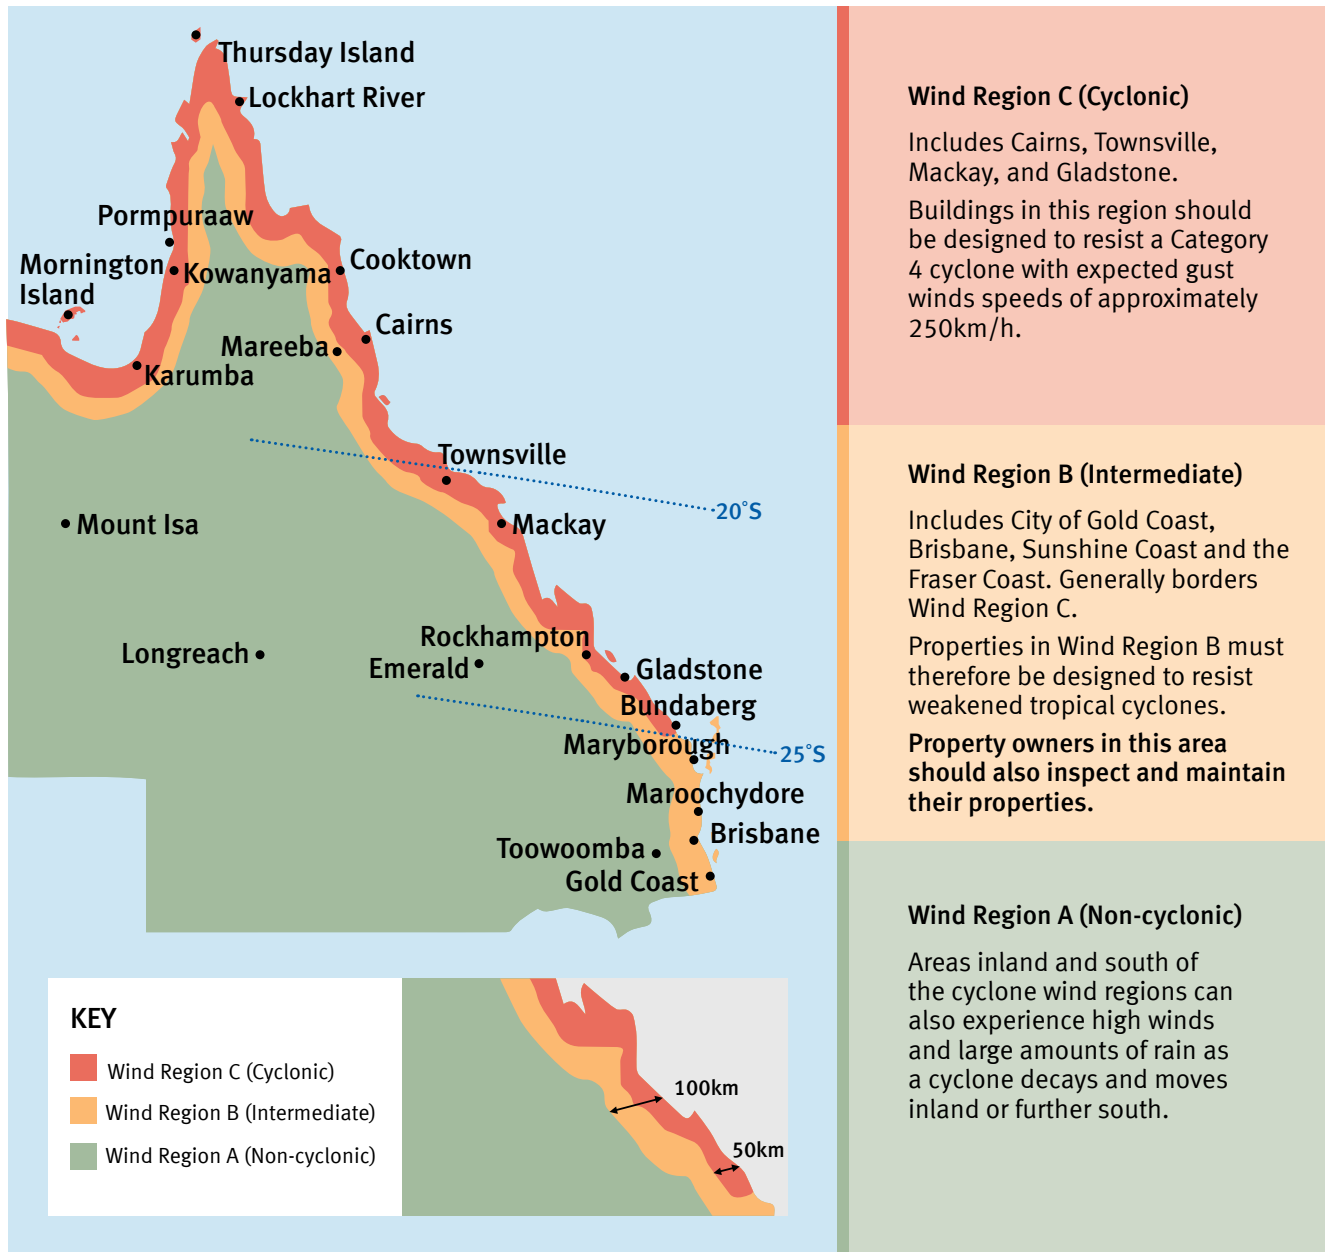 Thursday Island
Lockhart River
Pormpuraaw
Mornington
Island
Kowanyama
Cooktown
Cairns
Mareeba
Karumba
Townsville
20°S
Mount Isa
Mackay
Rockhampton
Longreach
Emerald
Gladstone
Bundaberg
Maryborough
25°S
Maroochydore
Brisbane
Toowoomba
Gold Coast
KEY
Wind Region C (Cyclonic)
Wind Region B (Intermediate)
Wind Region A (Non-cyclonic)
100km
50km
Wind Region C (Cyclonic)
Includes Cairns, Townsville,
Mackay, and Gladstone.
Buildings in this region should
be designed to resist a Category
4 cyclone with expected gust
winds speeds of approximately
250km/h.
Wind Region B (Intermediate)
Includes City of Gold Coast,
Brisbane, Sunshine Coast and the
Fraser Coast. Generally borders
Wind Region C.
Properties in Wind Region B must
therefore be designed to resist
weakened tropical cyclones.
Property owners in this area
should also inspect and maintain
their properties.
Wind Region A (Non-cyclonic)
Areas inland and south of
the cyclone wind regions can
also experience high winds
and large amounts of rain as
a cyclone decays and moves
inland or further south.